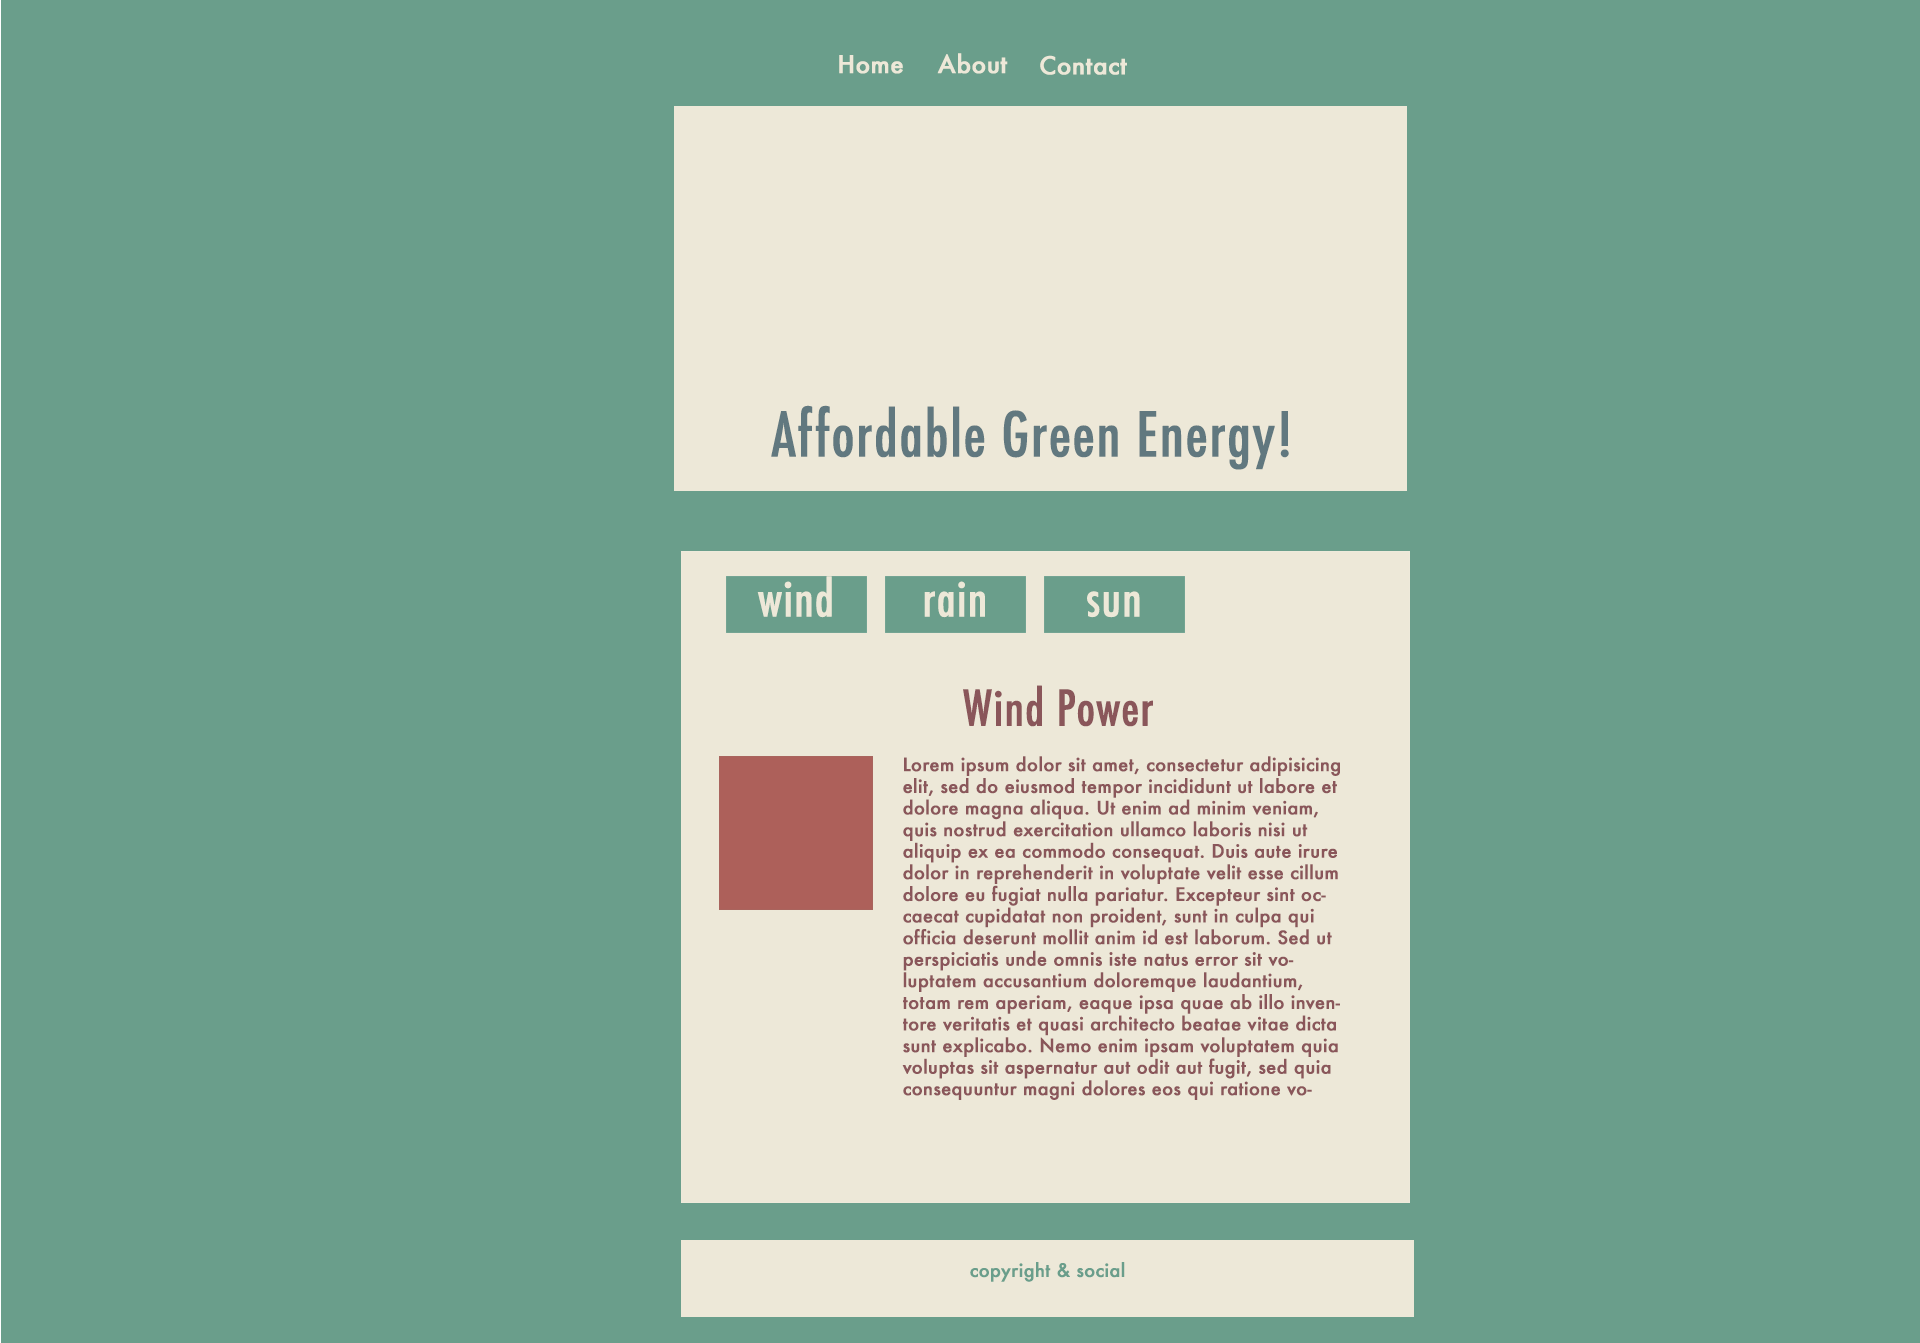 Home About Contact
Affordable Green Energy!
wind rain sun
Wind Power
Lorem ipsum dolor sit amet, consectetur adipisicing
elit, sed do eiusmod tempor incididunt ut labore et
dolore magna aliqua. Ut enim ad minim veniam,
quis nostrud exercitation ullamco laboris nisi ut
aliquip ex ea commodo consequat. Duis aute irure
dolor in reprehenderit in voluptate velit esse cillum
dolore eu fugiat nulla pariatur. Excepteur sint oc-
caecat cupidatat non proident, sunt in culpa qui
officia deserunt mollit anim id est laborum. Sed ut
perspiciatis unde omnis iste natus error sit vo-
luptatem accusantium doloremque laudantium,
totam rem aperiam, eaque ipsa quae ab illo inven-
tore veritatis et quasi architecto beatae vitae dicta
sunt explicabo. Nemo enim ipsam voluptatem quia
voluptas sit aspernatur aut odit aut fugit, sed quia
consequuntur magni dolores eos qui ratione vo-
copyright & social